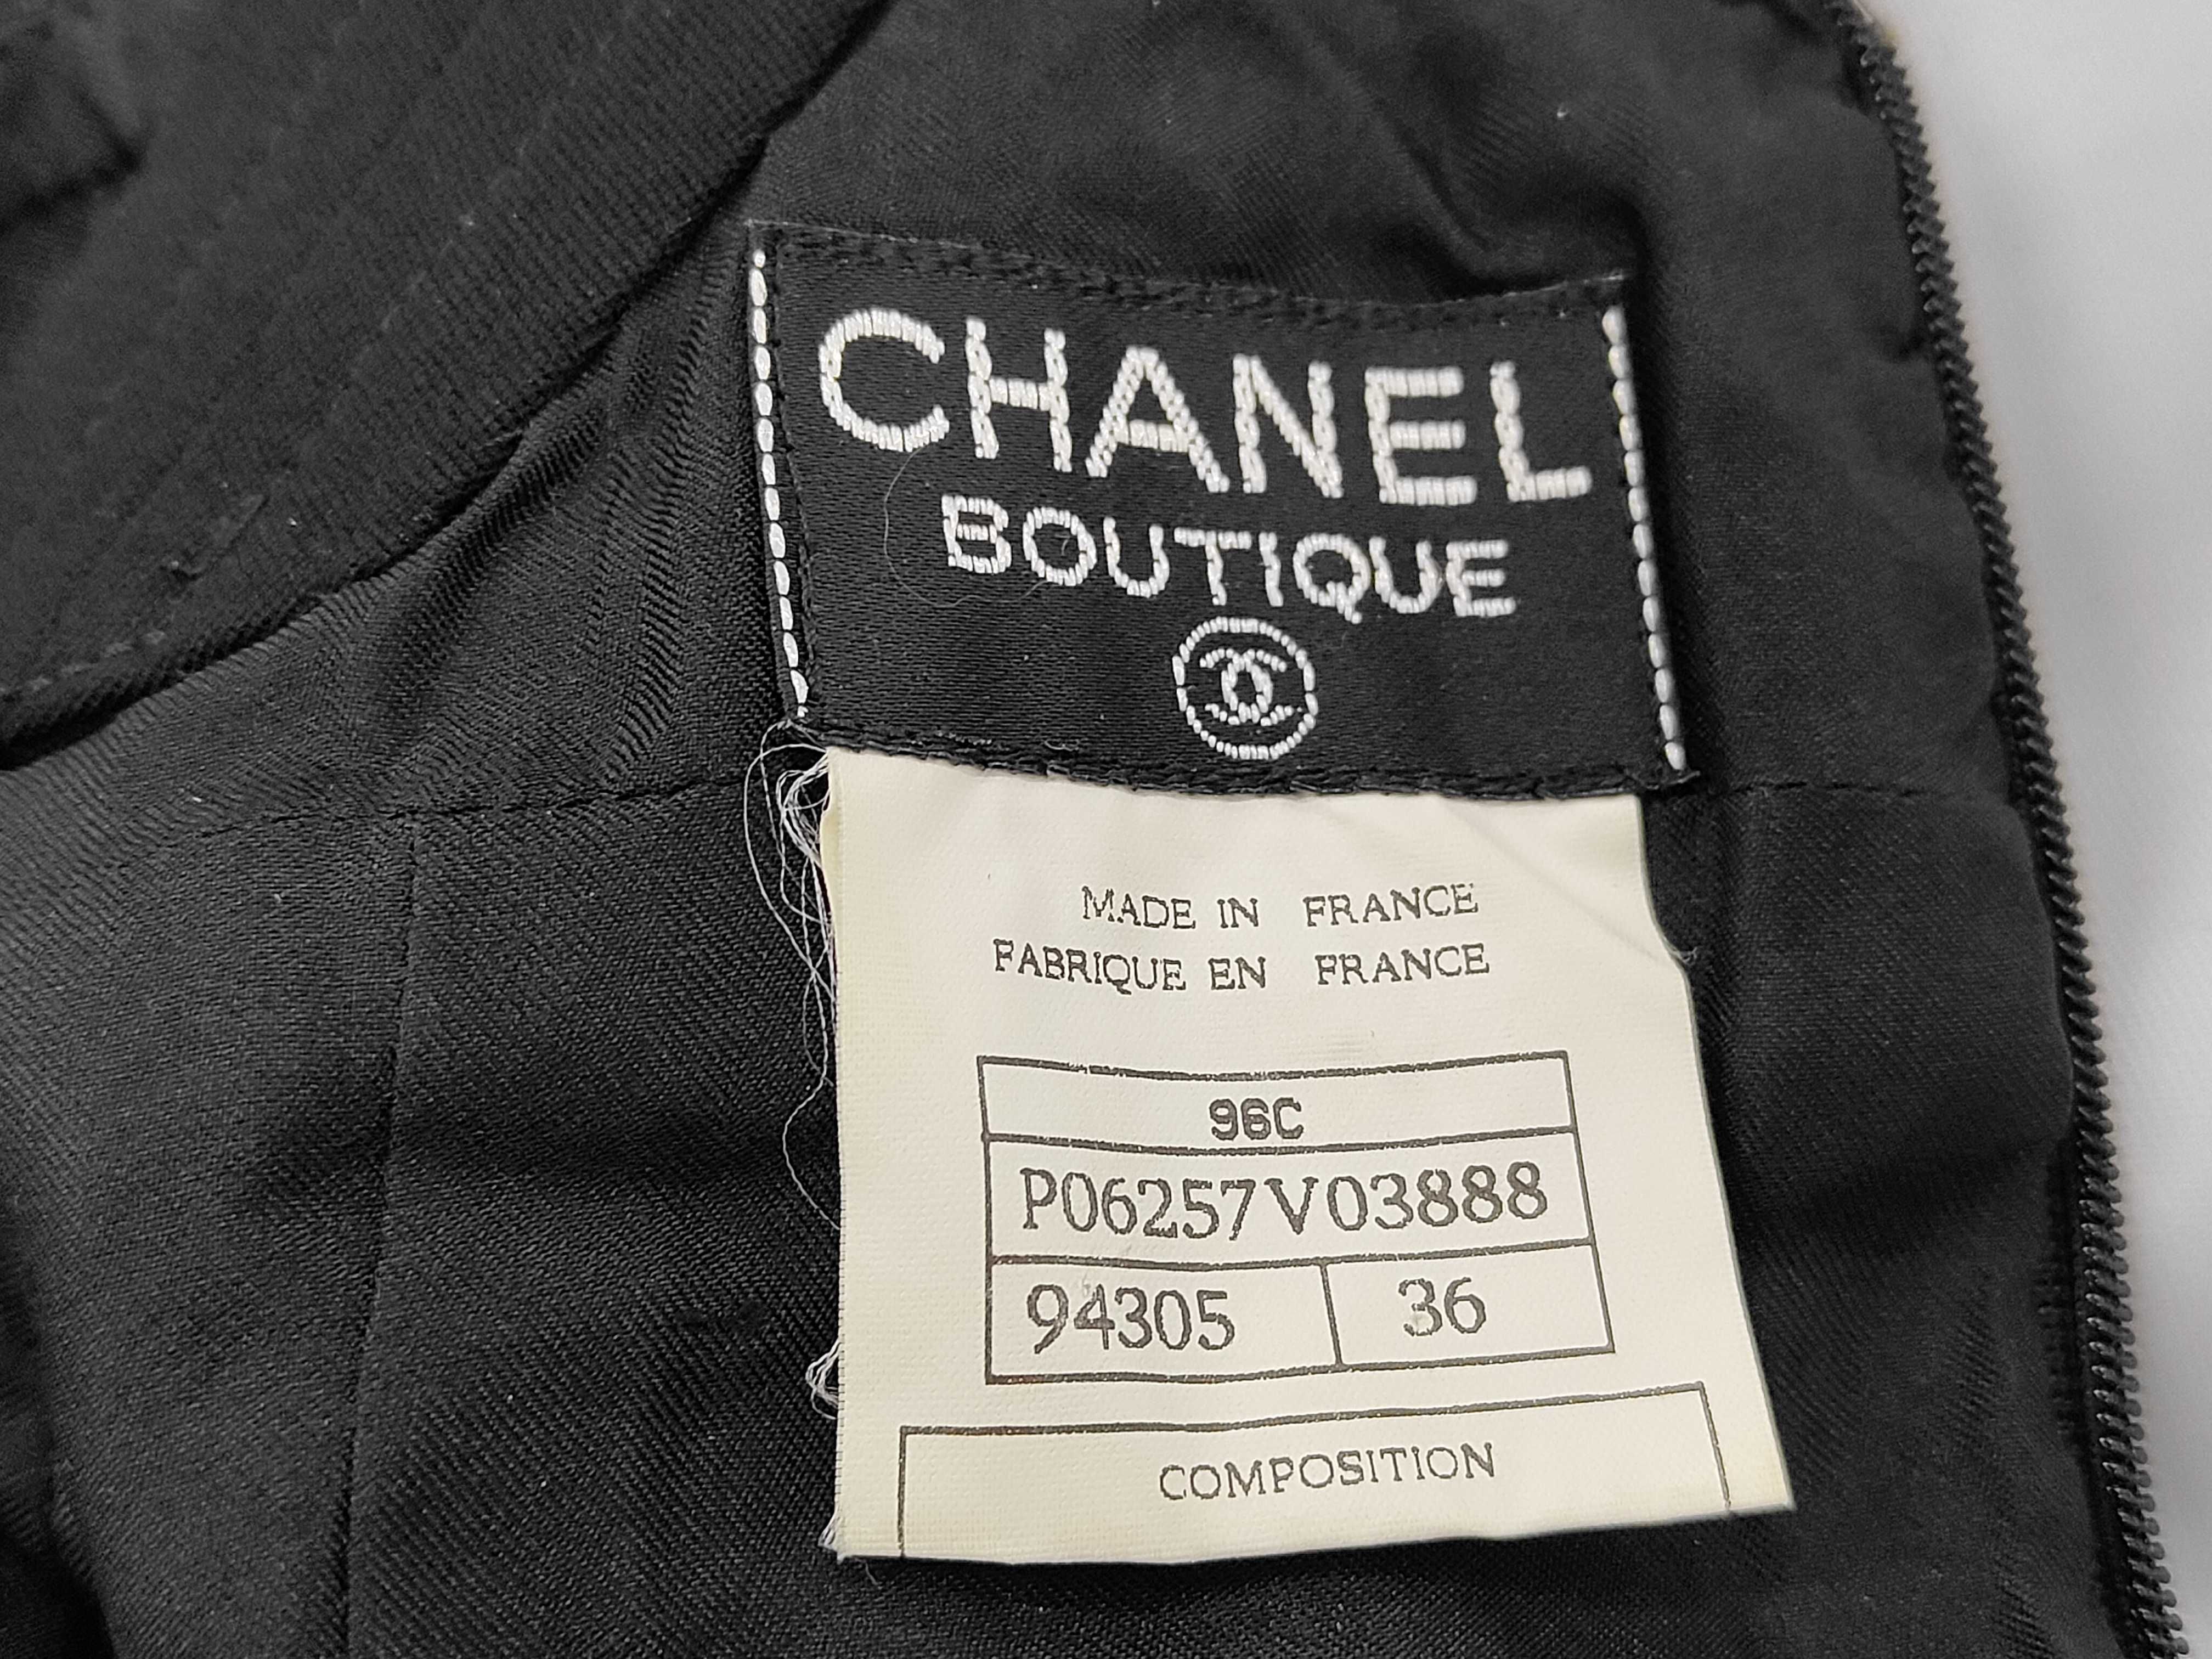 CHANEL
BOUTIQUE
MADE IN FRANCE
FABRIQUE EN FRANCE
96C
P06257V03888
94305 36
COMPOSITION